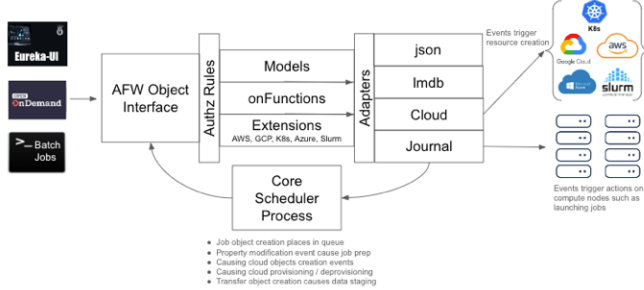 Eureka-UI
OPEN
OnDemand
>_ Batch
Jobs
AFW Object
Interface
Authz Rules
Models
onFunctions
Extensions
AWS, GCP, K8s, Azure, Slurm
Adapters
json
lmdb
Cloud
Journal
Core
Scheduler
Process
Job object creation places in queue
Property modification event cause job prep
Causing cloud objects creation events
Causing cloud provisioning / deprovisioning
Transfer object creation causes data staging
Events trigger
resource creation
K8s
Google Cloud
aws
slurm
Events trigger actions on
compute nodes such as
launching jobs